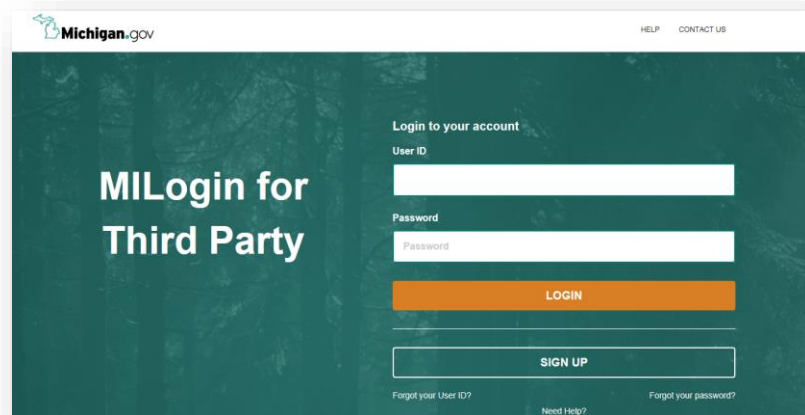 Michigan.gov
HELP CONTACT US
MILogin for
Third Party
Login to your account
User ID
Password
Password
LOGIN
SIGN UP
Forgot your User ID? Forgot your password?
Need Help?